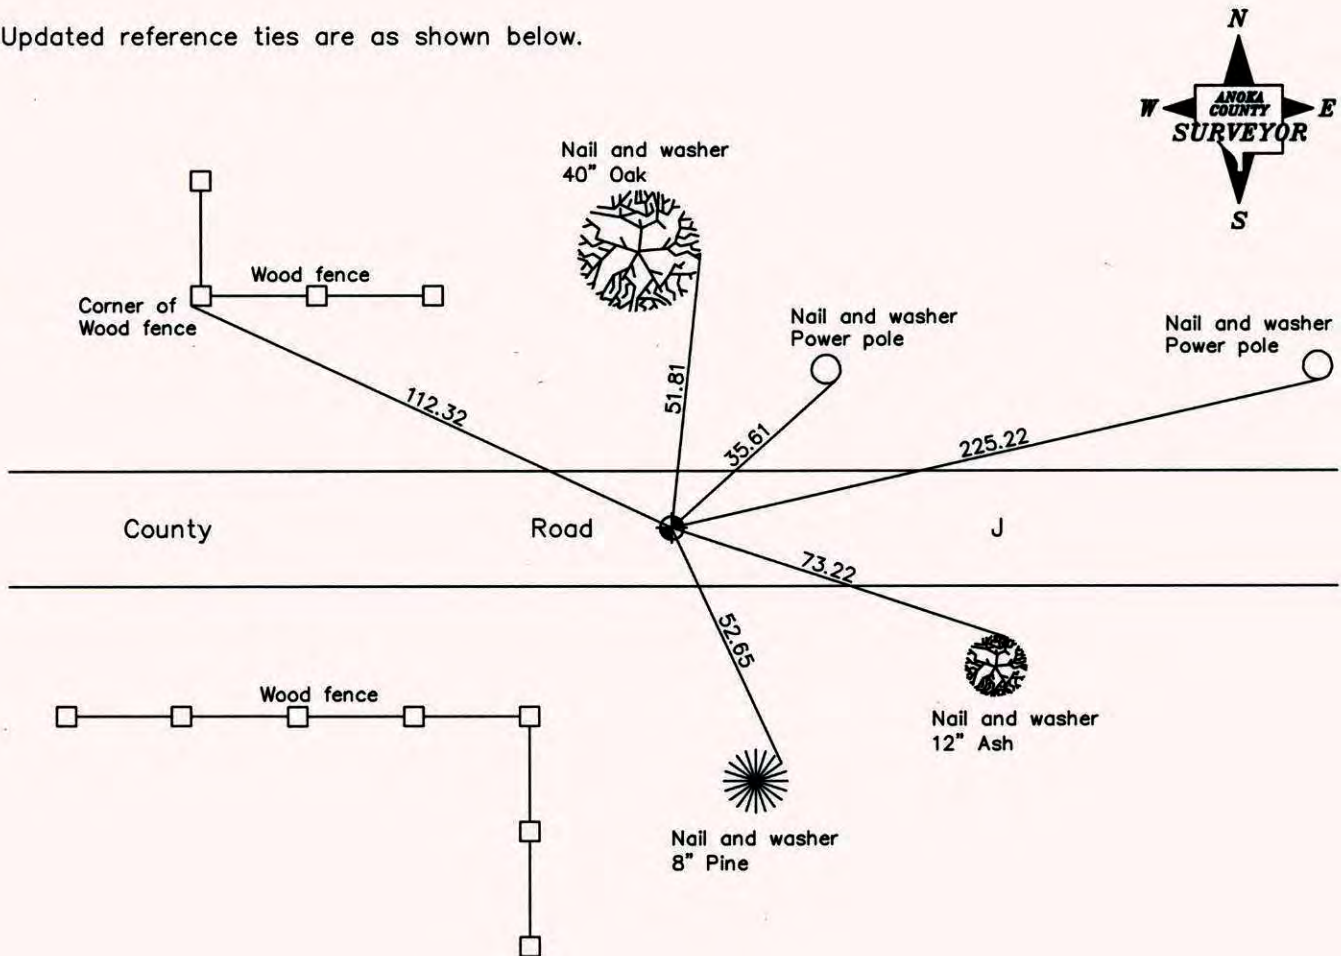 Updated reference ties are as shown below.
N
W
ANOKA
COUNTY
SURVEYOR
E
S
Nail and washer
40" Oak
Wood fence
Corner of
Wood fence
Nail and washer
Power pole
Nail and washer
Power pole
112.32
51.81
35.61
225.22
County Road J
73.22
52.65
Wood fence
Nail and washer
12" Ash
Nail and washer
8" Pine